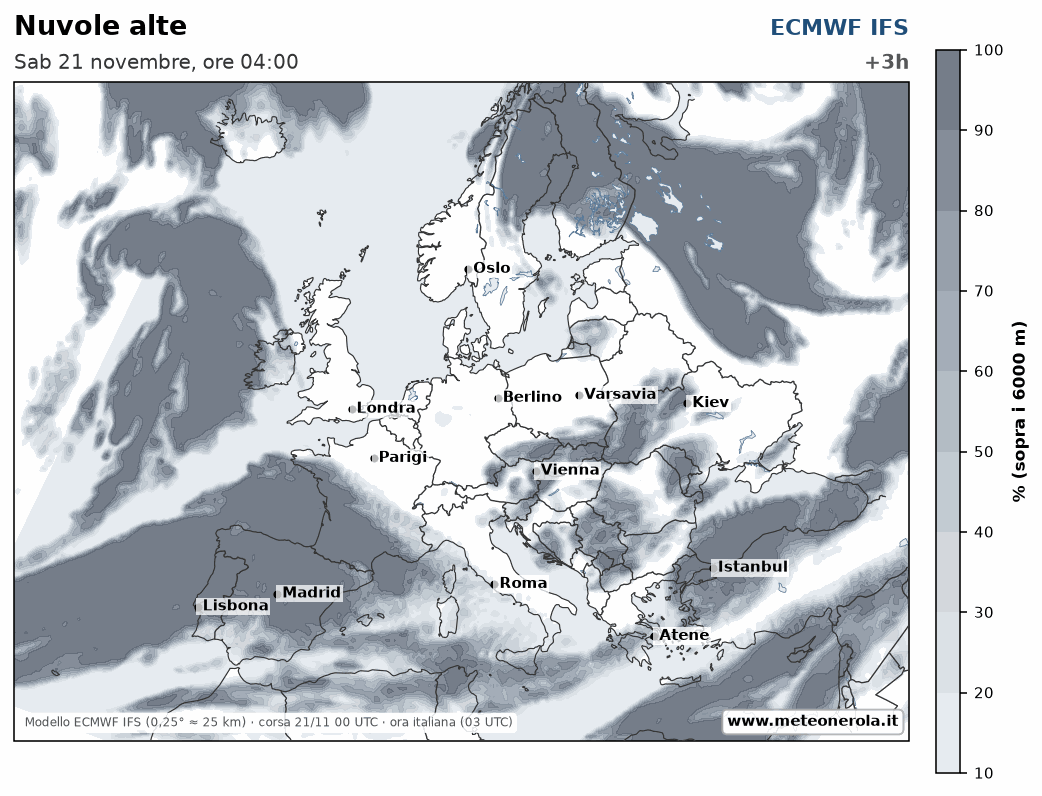 Nuvole alte
ECMWF IFS
Sab 21 novembre, ore 04:00
+3h
100
90
80
70
60
50
40
30
20
10
% (sopra i 6000 m)
Oslo
Londra
Berlino
Varsavia
Kiev
Parigi
Vienna
Istanbul
Roma
Madrid
Lisbona
Atene
Modello ECMWF IFS (0,25° ≈ 25 km) · corsa 21/11 00 UTC · ora italiana (03 UTC)
www.meteonerola.it